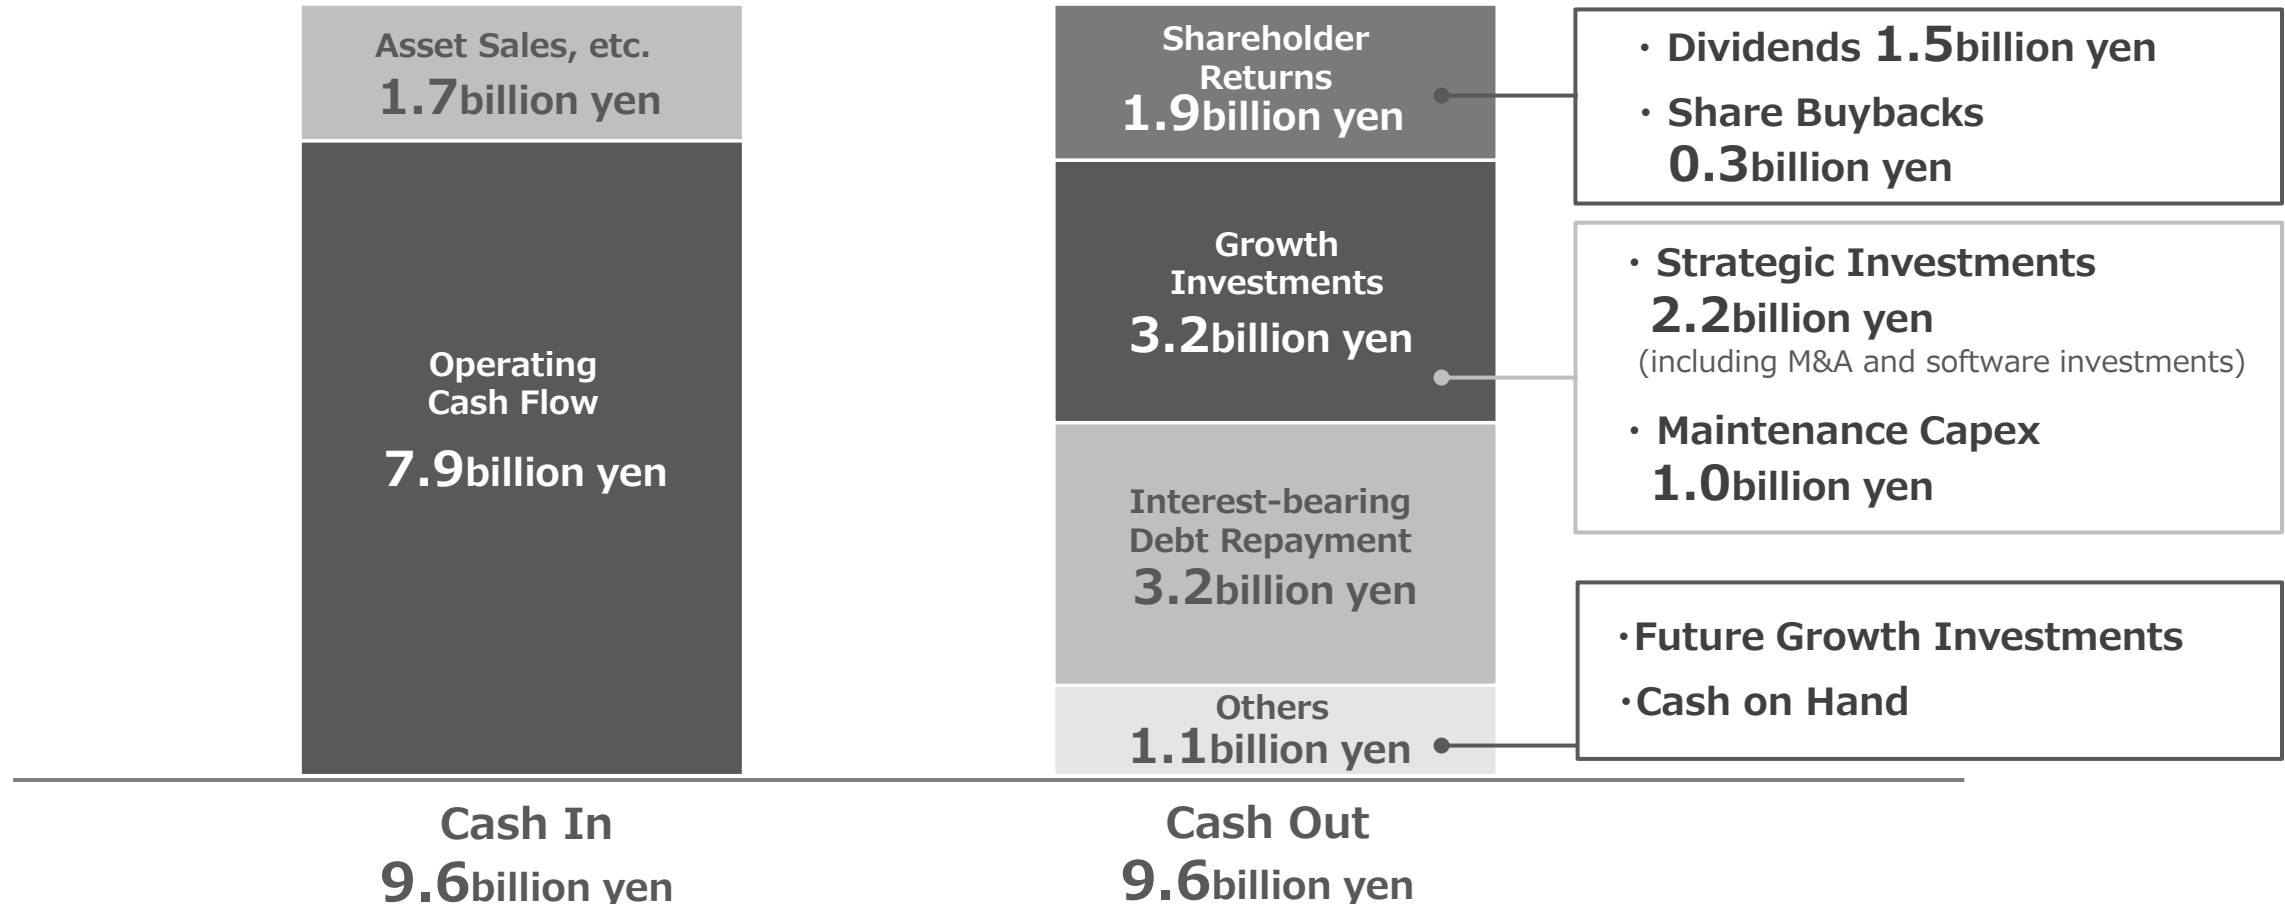 Asset Sales, etc.
1.7billion yen
Operating
Cash Flow
7.9billion yen
Cash In
9.6billion yen
Shareholder
Returns
1.9billion yen
Growth
Investments
3.2billion yen
Interest-bearing
Debt Repayment
3.2billion yen
Others
1.1billion yen
Cash Out
9.6billion yen
・Dividends 1.5billion yen
・Share Buybacks
0.3billion yen
・Strategic Investments
2.2billion yen
(including M&A and software investments)
・Maintenance Capex
1.0billion yen
・Future Growth Investments
・Cash on Hand